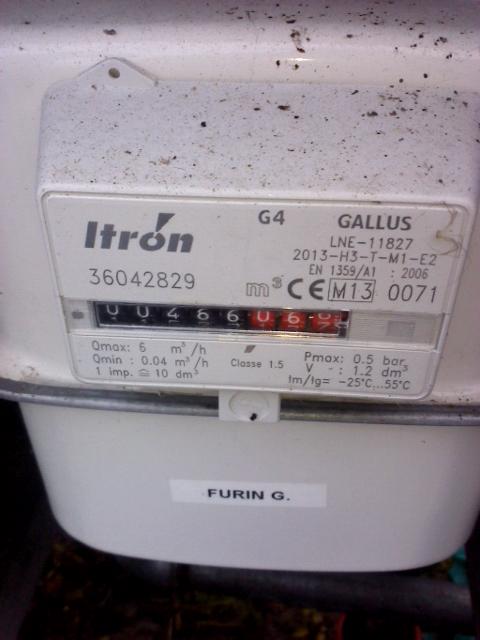 Itrón
G4 GALLUS
LNE-11827
2013-H3-T-M1-E2
EN 1359/A1 : 2006
36042829
m³ CE M13 0071
0046606
Qmax: 6 m³/h
Qmin : 0.04 m³/h
1 imp. ≅ 10 dm³
Classe 1.5
Pmax: 0.5 bar
V : 1.2 dm³
tm/tg= -25°C...55°C
FURIN G.